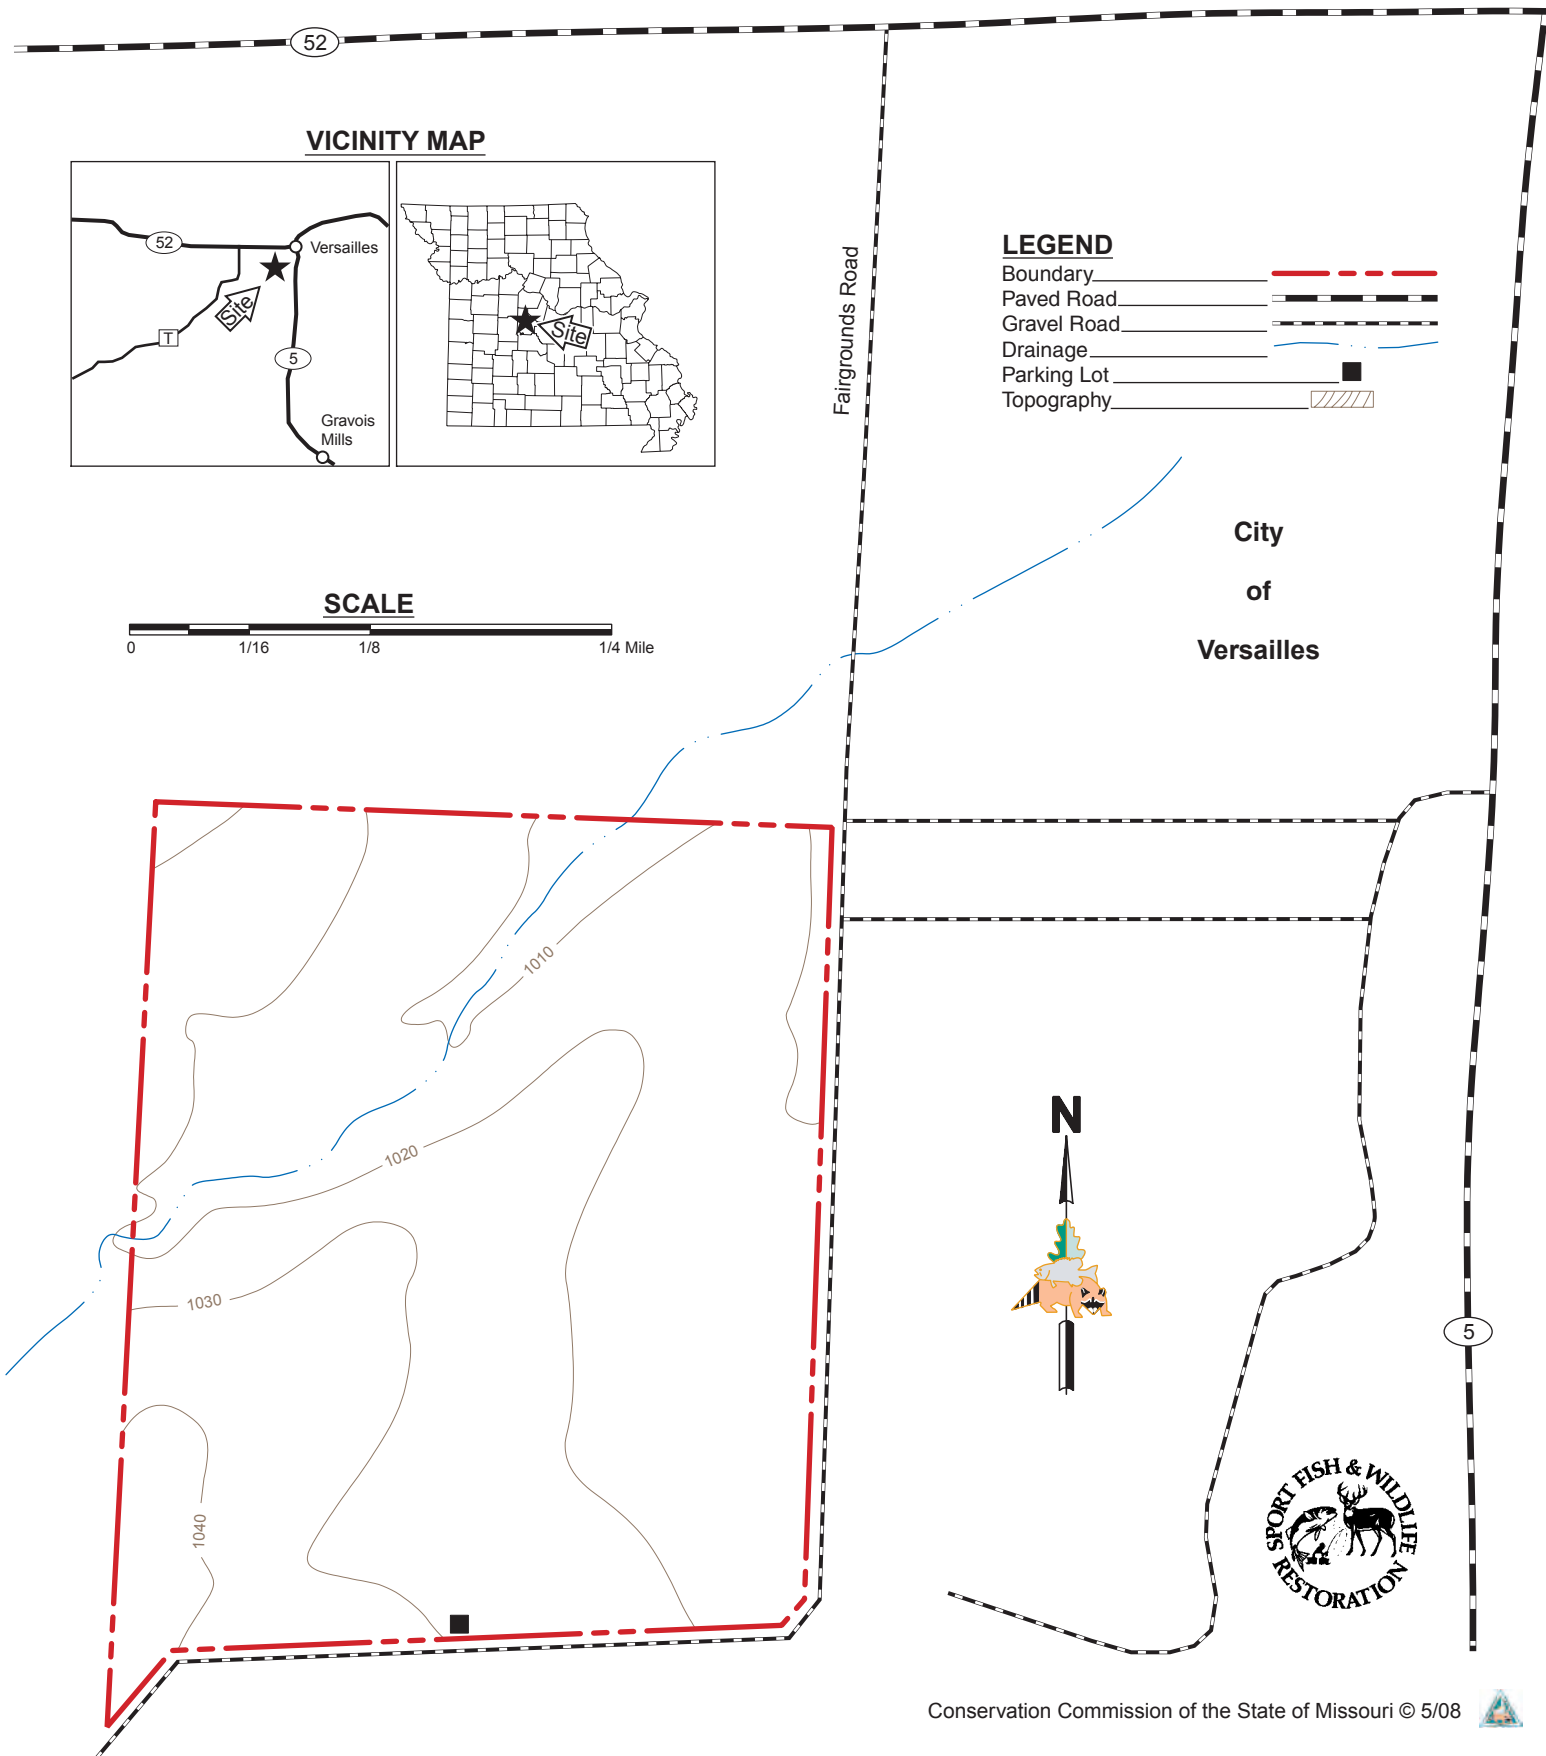 52
VICINITY MAP
52
Versailles
Site
T
5
Gravois
Mills
Site
Fairgrounds Road
LEGEND
Boundary
Paved Road
Gravel Road
Drainage
Parking Lot
Topography
City
of
Versailles
SCALE
0 1/16 1/8 1/4 Mile
1010
1020
1030
1040
N
5
SPORT FISH & WILDLIFE
RESTORATION
Conservation Commission of the State of Missouri © 5/08